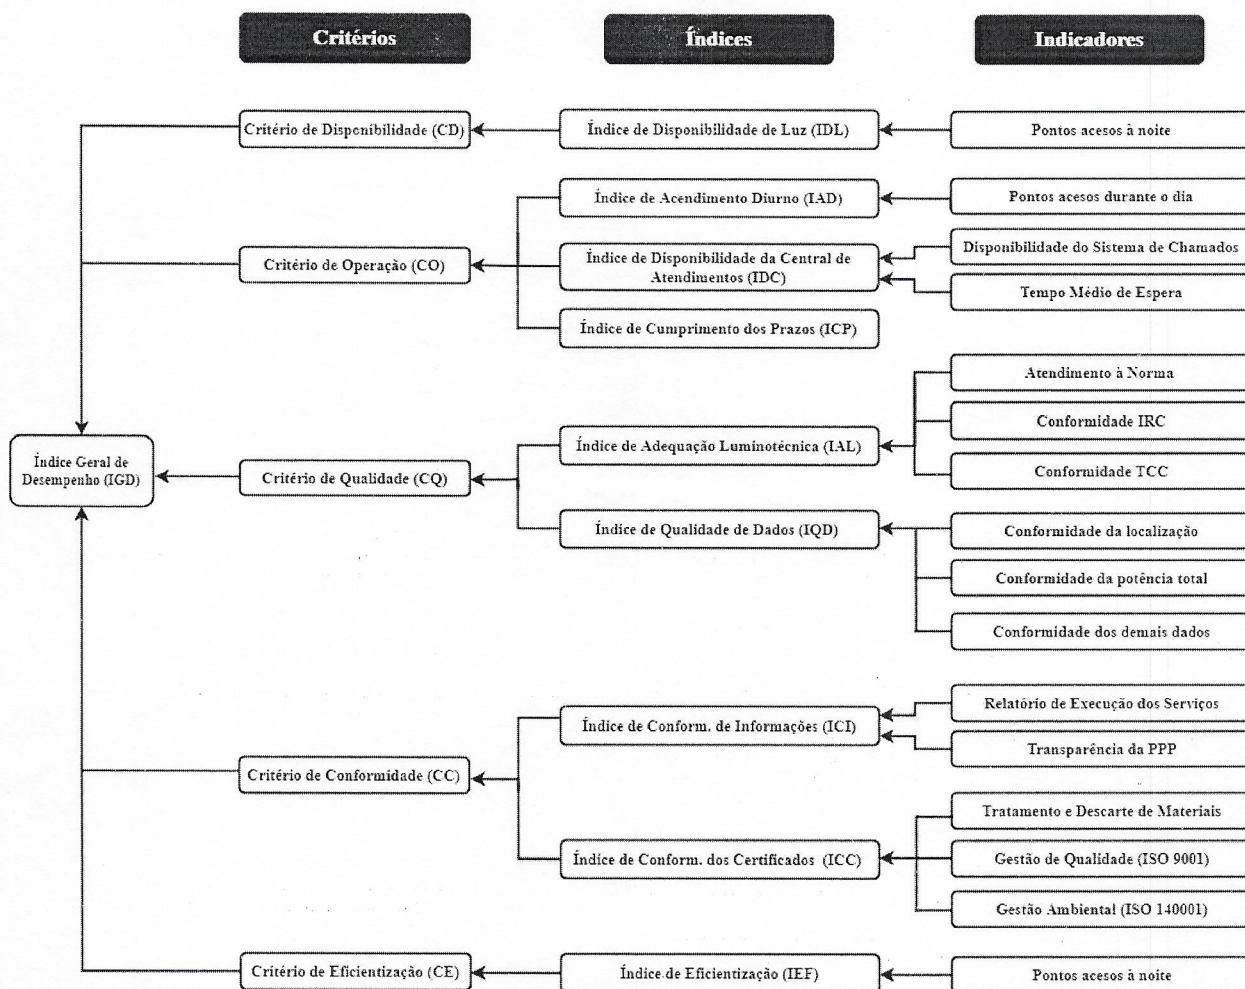 Critérios
Índices
Indicadores
Critério de Disponibilidade (CD)
Índice de Disponibilidade de Luz (IDL)
Pontos acesos à noite
Índice de Acendimento Diurno (IAD)
Pontos acesos durante o dia
Critério de Operação (CO)
Índice de Disponibilidade da Central de
Atendimentos (IDC)
Disponibilidade do Sistema de Chamados
Tempo Médio de Espera
Índice de Cumprimento dos Prazos (ICP)
Índice Geral de
Desempenho (IGD)
Critério de Qualidade (CQ)
Índice de Adequação Luminotécnica (IAL)
Atendimento à Norma
Conformidade IRC
Conformidade TCC
Índice de Qualidade de Dados (IQD)
Conformidade da localização
Conformidade da potência total
Conformidade dos demais dados
Critério de Conformidade (CC)
Índice de Conform. de Informações (ICI)
Relatório de Execução dos Serviços
Transparência da PPP
Índice de Conform. dos Certificados (ICC)
Tratamento e Descarte de Materiais
Gestão de Qualidade (ISO 9001)
Gestão Ambiental (ISO 140001)
Critério de Eficientização (CE)
Índice de Eficientização (IEF)
Pontos acesos à noite